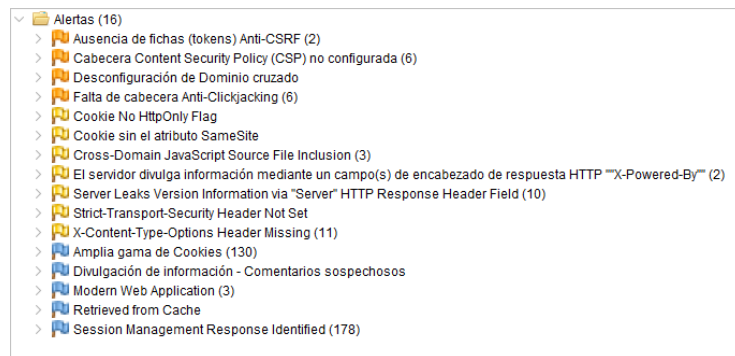 Alertas (16)
Ausencia de fichas (tokens) Anti-CSRF (2)
Cabecera Content Security Policy (CSP) no configurada (6)
Desconfiguración de Dominio cruzado
Falta de cabecera Anti-Clickjacking (6)
Cookie No HttpOnly Flag
Cookie sin el atributo SameSite
Cross-Domain JavaScript Source File Inclusion (3)
El servidor divulga información mediante un campo(s) de encabezado de respuesta HTTP ""X-Powered-By"" (2)
Server Leaks Version Information via "Server" HTTP Response Header Field (10)
Strict-Transport-Security Header Not Set
X-Content-Type-Options Header Missing (11)
Amplia gama de Cookies (130)
Divulgación de información - Comentarios sospechosos
Modern Web Application (3)
Retrieved from Cache
Session Management Response Identified (178)